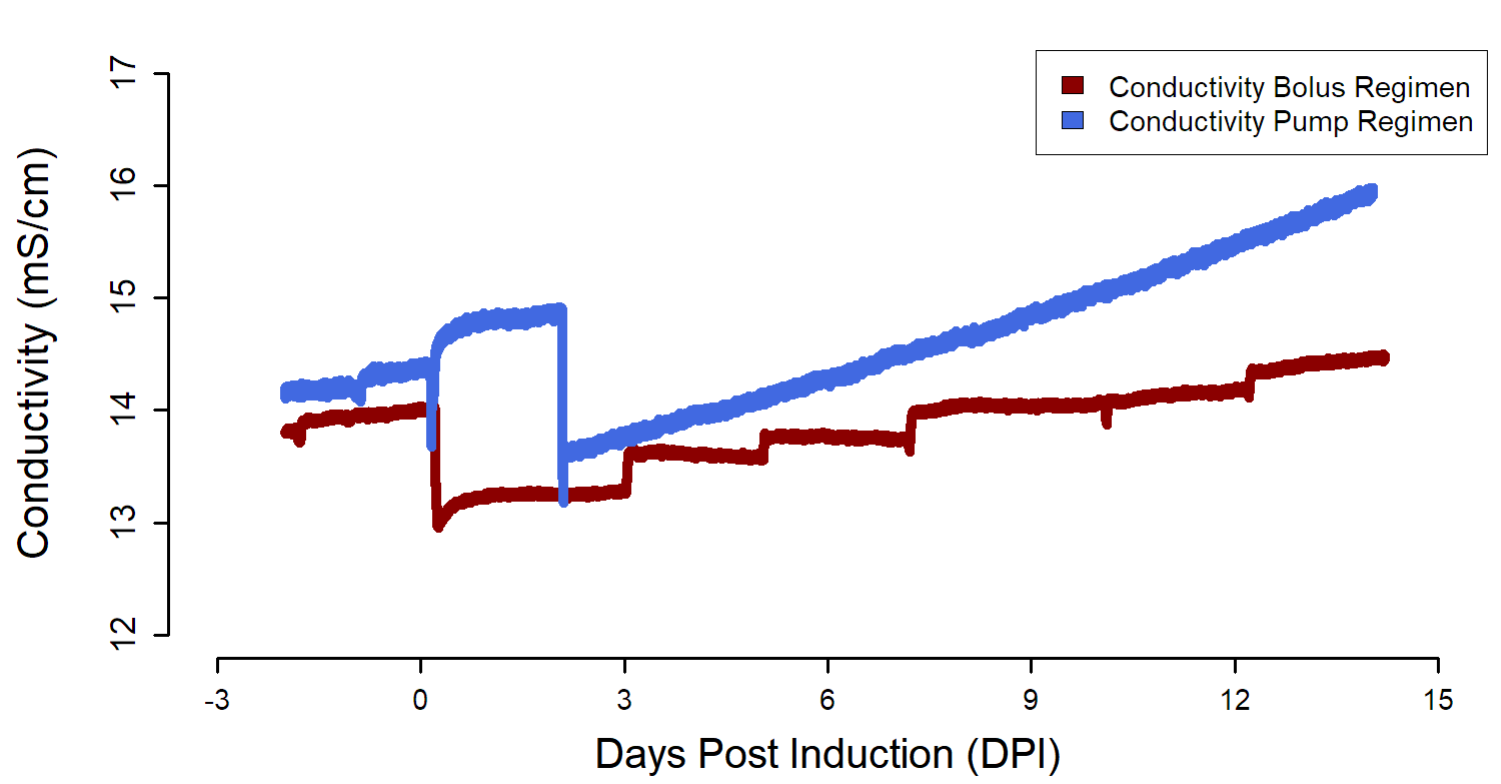 Conductivity Bolus Regimen
Conductivity Pump Regimen
Conductivity (mS/cm)
17
16
15
14
13
12
-3 0 3 6 9 12 15
Days Post Induction (DPI)